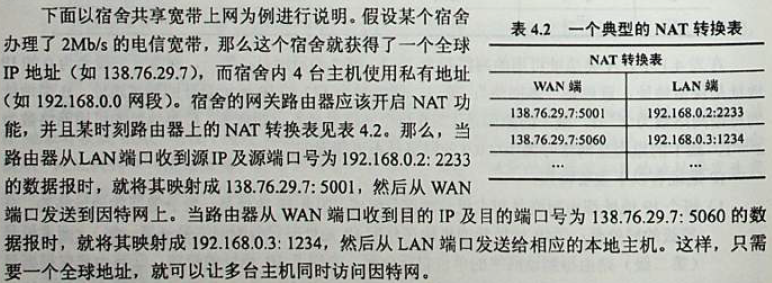 下面以宿舍共享宽带上网为例进行说明。假设某个宿舍
办理了 2Mb/s 的电信宽带，那么这个宿舍就获得了一个全球
IP 地址（如 138.76.29.7），而宿舍内 4 台主机使用私有地址
（如 192.168.0.0 网段）。宿舍的网关路由器应该开启 NAT 功
能，并且某时刻路由器上的 NAT 转换表见表 4.2。那么，当
路由器从LAN 端口收到源 IP 及源端口号为 192.168.0.2: 2233
的数据报时，就将其映射成 138.76.29.7: 5001，然后从 WAN
端口发送到因特网上。当路由器从 WAN 端口收到目的 IP 及目的端口号为 138.76.29.7: 5060 的数
据报时，就将其映射成 192.168.0.3: 1234，然后从 LAN 端口发送给相应的本地主机。这样，只需
要一个全球地址，就可以让多台主机同时访问因特网。
表 4.2 一个典型的 NAT 转换表
NAT 转换表
WAN 端 LAN 端
138.76.29.7:5001 192.168.0.2:2233
138.76.29.7:5060 192.168.0.3:1234
… …